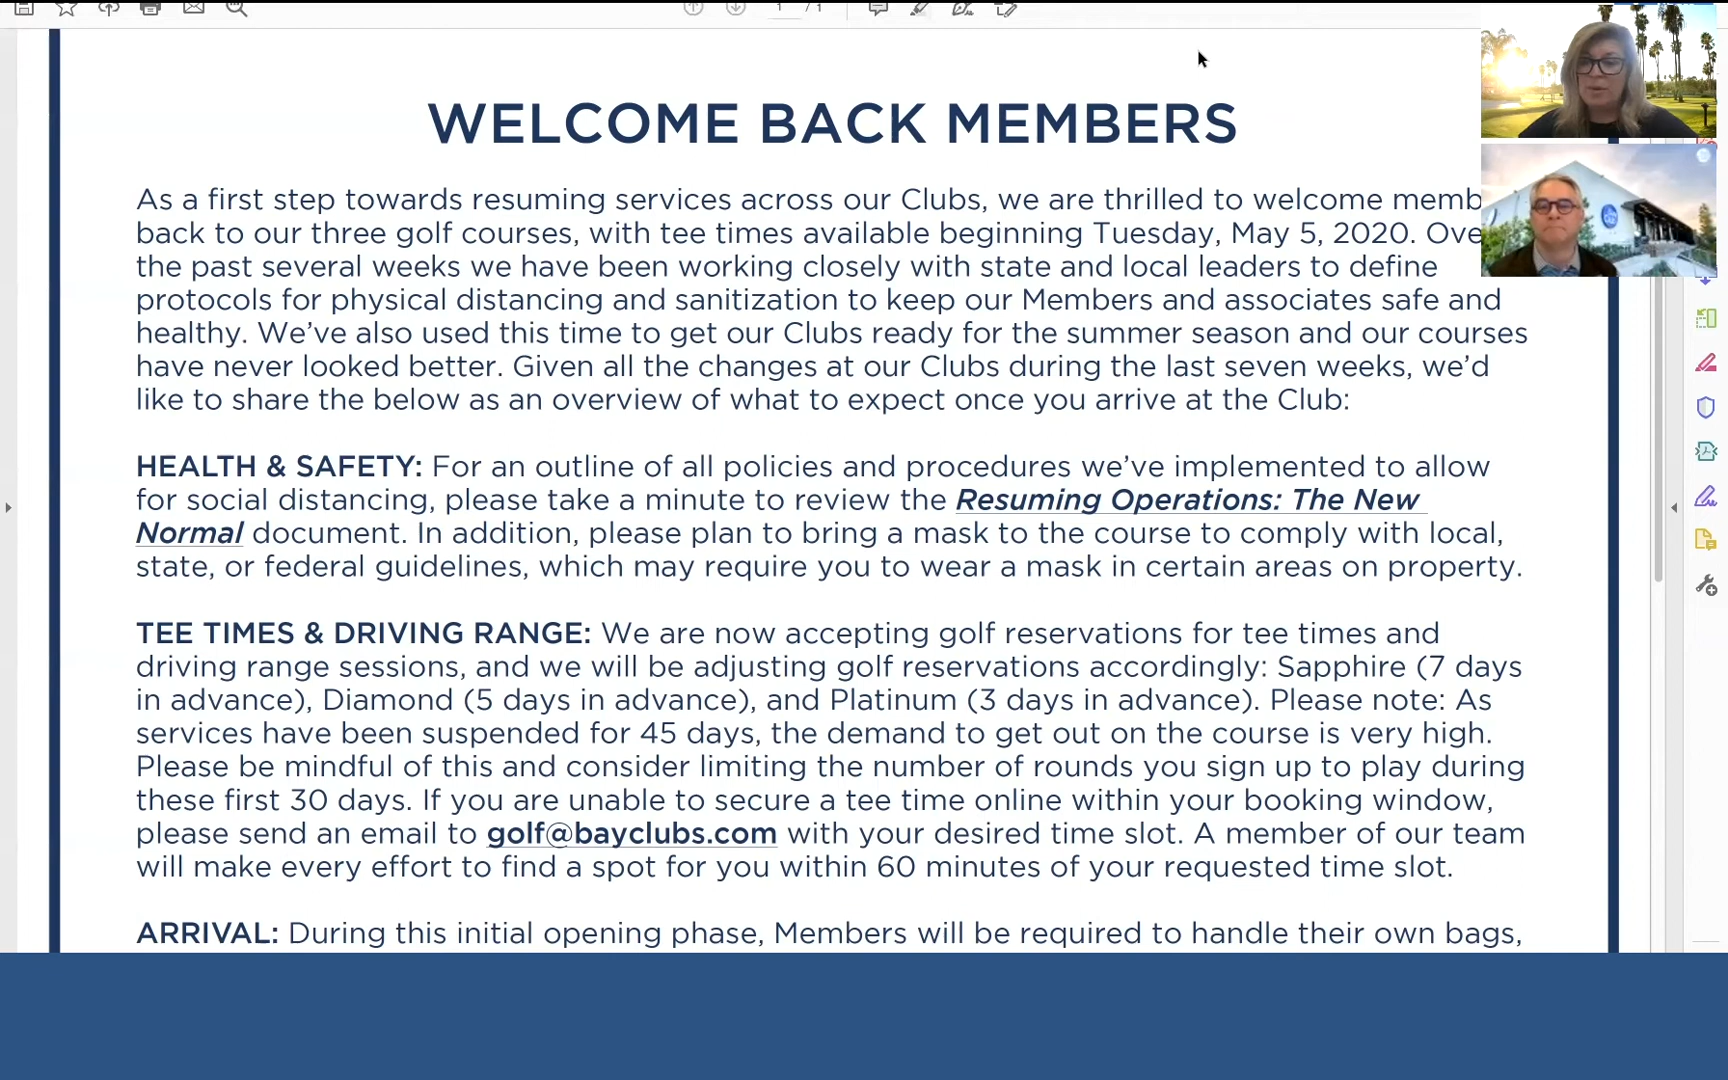 1 / 1
WELCOME BACK MEMBERS
As a first step towards resuming services across our Clubs, we are thrilled to welcome memb
back to our three golf courses, with tee times available beginning Tuesday, May 5, 2020. Ove
the past several weeks we have been working closely with state and local leaders to define
protocols for physical distancing and sanitization to keep our Members and associates safe and
healthy. We’ve also used this time to get our Clubs ready for the summer season and our courses
have never looked better. Given all the changes at our Clubs during the last seven weeks, we’d
like to share the below as an overview of what to expect once you arrive at the Club:
HEALTH & SAFETY: For an outline of all policies and procedures we’ve implemented to allow
for social distancing, please take a minute to review the Resuming Operations: The New
Normal document. In addition, please plan to bring a mask to the course to comply with local,
state, or federal guidelines, which may require you to wear a mask in certain areas on property.
TEE TIMES & DRIVING RANGE: We are now accepting golf reservations for tee times and
driving range sessions, and we will be adjusting golf reservations accordingly: Sapphire (7 days
in advance), Diamond (5 days in advance), and Platinum (3 days in advance). Please note: As
services have been suspended for 45 days, the demand to get out on the course is very high.
Please be mindful of this and consider limiting the number of rounds you sign up to play during
these first 30 days. If you are unable to secure a tee time online within your booking window,
please send an email to golf@bayclubs.com with your desired time slot. A member of our team
will make every effort to find a spot for you within 60 minutes of your requested time slot.
ARRIVAL: During this initial opening phase, Members will be required to handle their own bags,